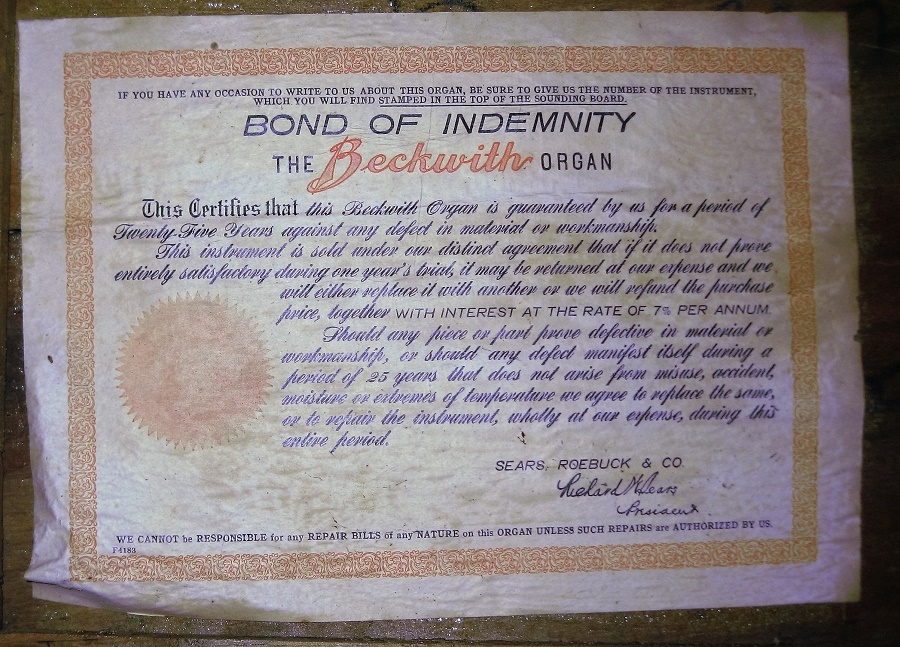 IF YOU HAVE ANY OCCASION TO WRITE TO US ABOUT THIS ORGAN, BE SURE TO GIVE US THE NUMBER OF THE INSTRUMENT,
WHICH YOU WILL FIND STAMPED IN THE TOP OF THE SOUNDING BOARD.
BOND OF INDEMNITY
THE Beckwith ORGAN
This Certifies that this Beckwith Organ is guaranteed by us for a period of
Twenty-Five Years against any defect in material or workmanship.
This instrument is sold under our distinct agreement that if it does not prove
entirely satisfactory during one year's trial, it may be returned at our expense and we
will either replace it with another or we will refund the purchase
price, together WITH INTEREST AT THE RATE OF 7% PER ANNUM.
Should any piece or part prove defective in material or
workmanship, or should any defect manifest itself during a
period of 25 years that does not arise from misuse, accident,
moisture or extremes of temperature we agree to replace the same,
or to repair the instrument, wholly at our expense, during this
entire period.
SEARS, ROEBUCK & CO.
Richard W Sears
President.
WE CANNOT be RESPONSIBLE for any REPAIR BILLS of any NATURE on this ORGAN UNLESS SUCH REPAIRS are AUTHORIZED BY US.
F4183